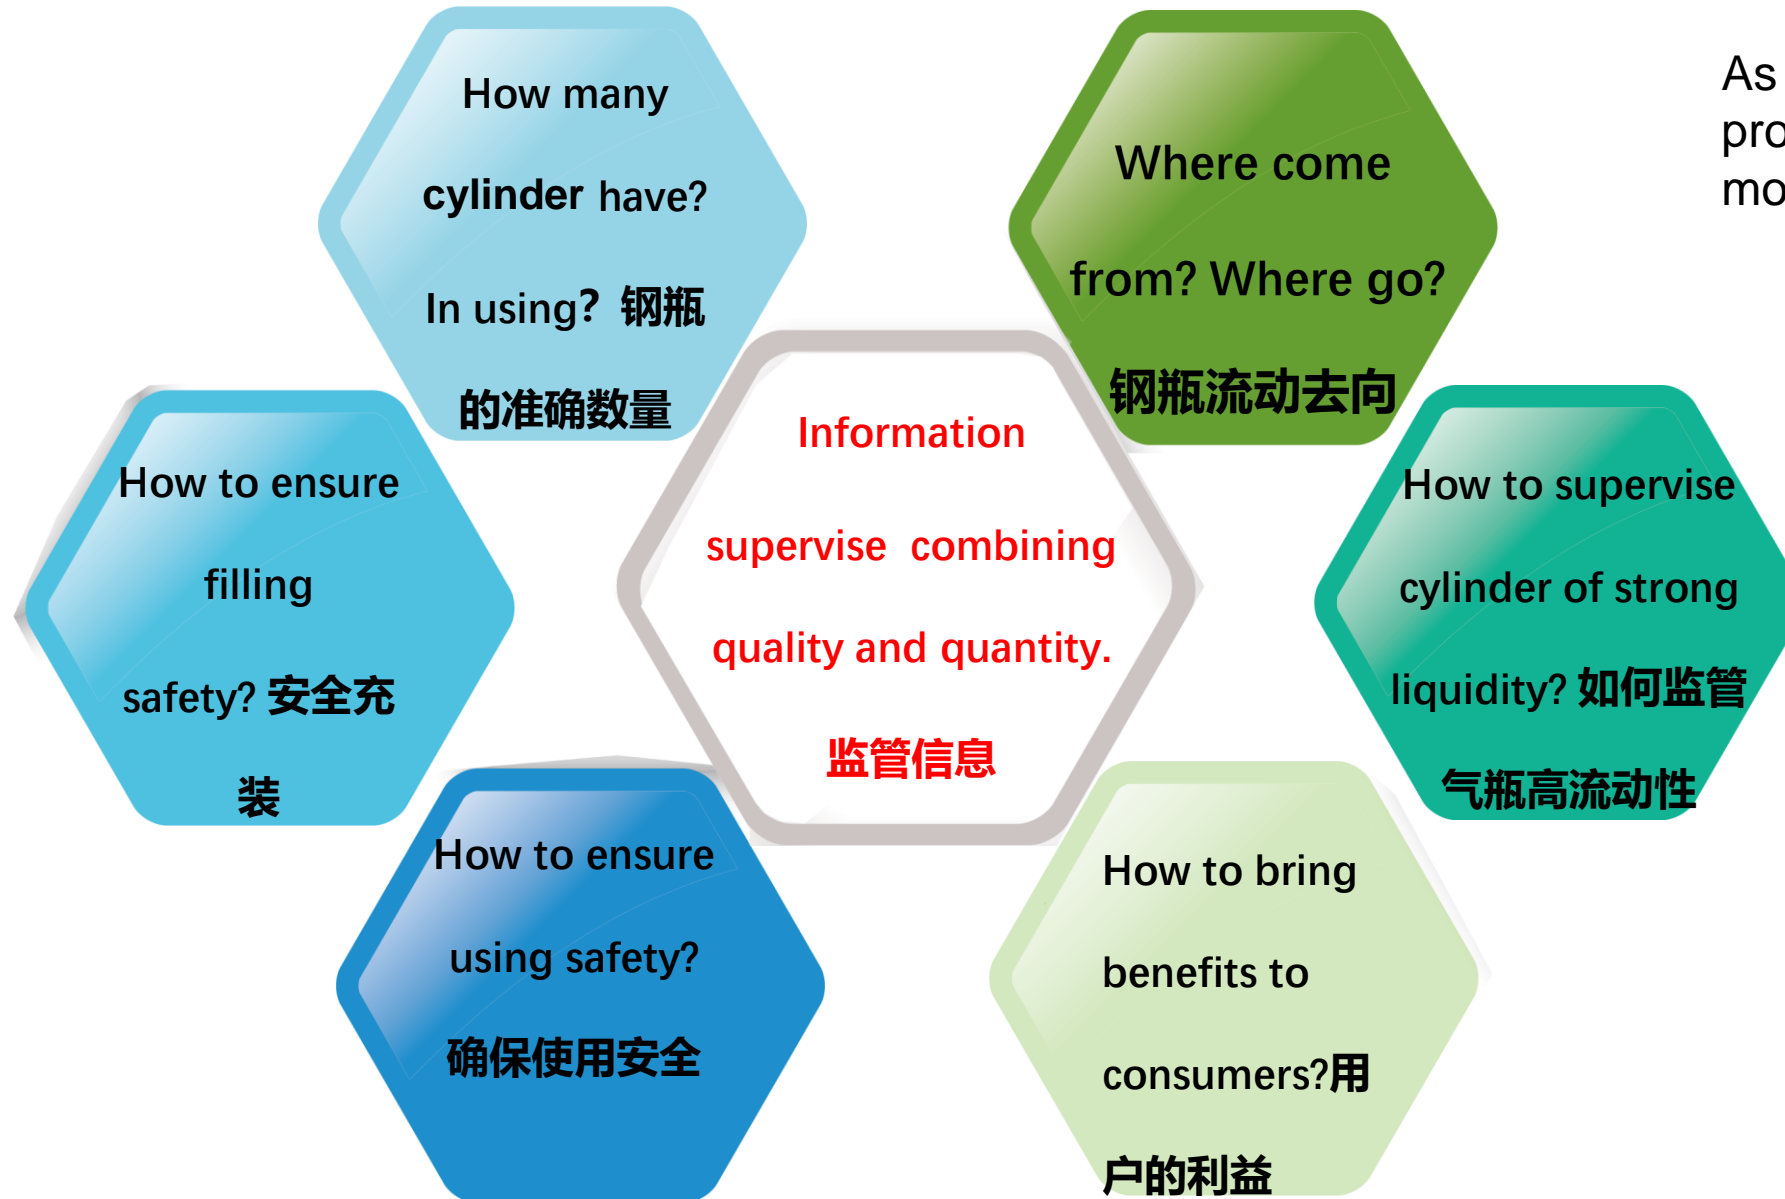 How many
cylinder have?
In using? 钢瓶
的准确数量
Where come
from? Where go?
钢瓶流动去向
As
How to ensure
filling
safety? 安全充
装
Information
supervise combining
quality and quantity.
监管信息
How to supervise
cylinder of strong
liquidity? 如何监管
气瓶高流动性
How to ensure
using safety?
确保使用安全
How to bring
benefits to
consumers?用
户的利益